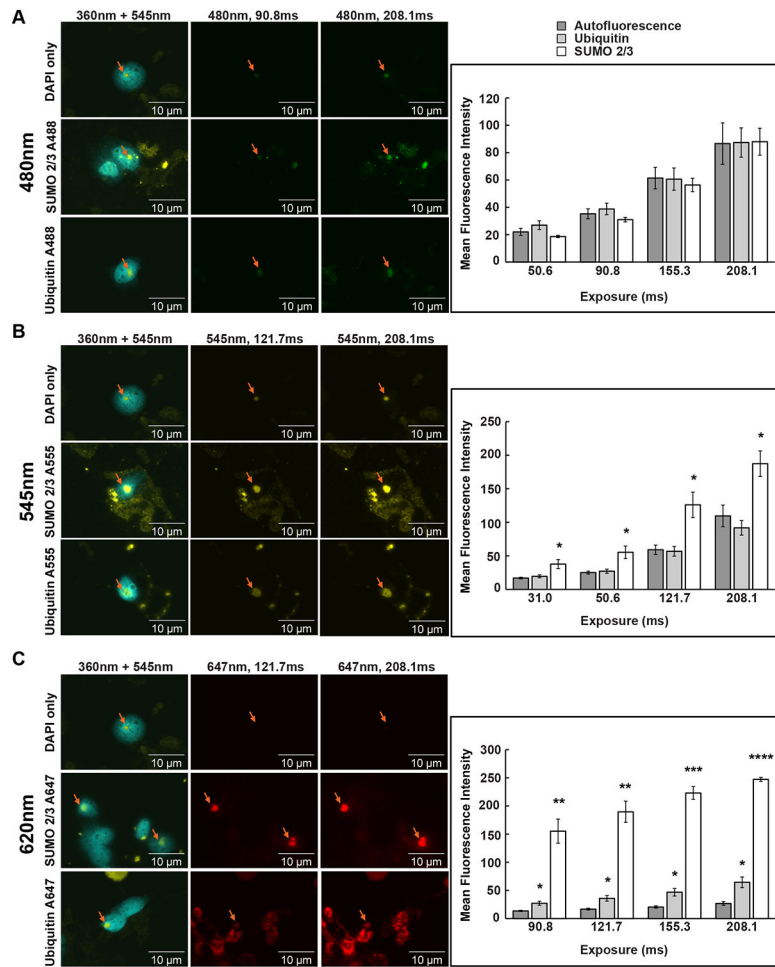 A
360nm + 545nm 480nm, 90.8ms 480nm, 208.1ms
480nm
DAPI only
10 µm 10 µm 10 µm
SUMO 2/3 A488
10 µm 10 µm 10 µm
Ubiquitin A488
10 µm 10 µm 10 µm
Autofluorescence
Ubiquitin
SUMO 2/3
Mean Fluorescence Intensity
120
100
80
60
40
20
0
50.6 90.8 155.3 208.1
Exposure (ms)
B
360nm + 545nm 545nm, 121.7ms 545nm, 208.1ms
545nm
DAPI only
10 µm 10 µm 10 µm
SUMO 2/3 A555
10 µm 10 µm 10 µm
Ubiquitin A555
10 µm 10 µm 10 µm
Mean Fluorescence Intensity
250
200
150
100
50
0
* * * *
31.0 50.6 121.7 208.1
Exposure (ms)
C
360nm + 545nm 647nm, 121.7ms 647nm, 208.1ms
620nm
DAPI only
10 µm 10 µm 10 µm
SUMO 2/3 A647
10 µm 10 µm 10 µm
Ubiquitin A647
10 µm 10 µm 10 µm
Mean Fluorescence Intensity
300
250
200
150
100
50
0
** ** *** ****
* * * *
90.8 121.7 155.3 208.1
Exposure (ms)